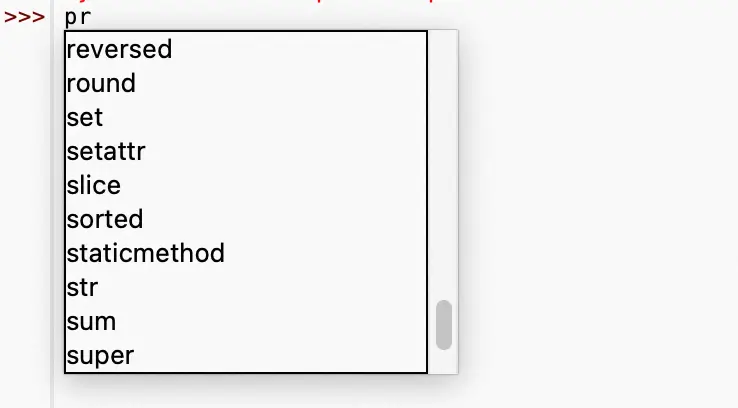 >>> pr
reversed
round
set
setattr
slice
sorted
staticmethod
str
sum
super